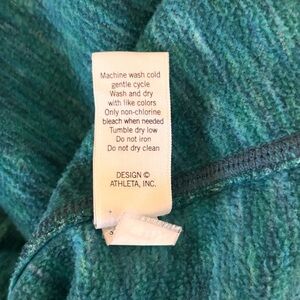 Machine wash cold
gentle cycle
Wash and dry
with like colors
Only non-chlorine
bleach when needed
Tumble dry low
Do not iron
Do not dry clean
DESIGN ©
ATHLETA, INC.